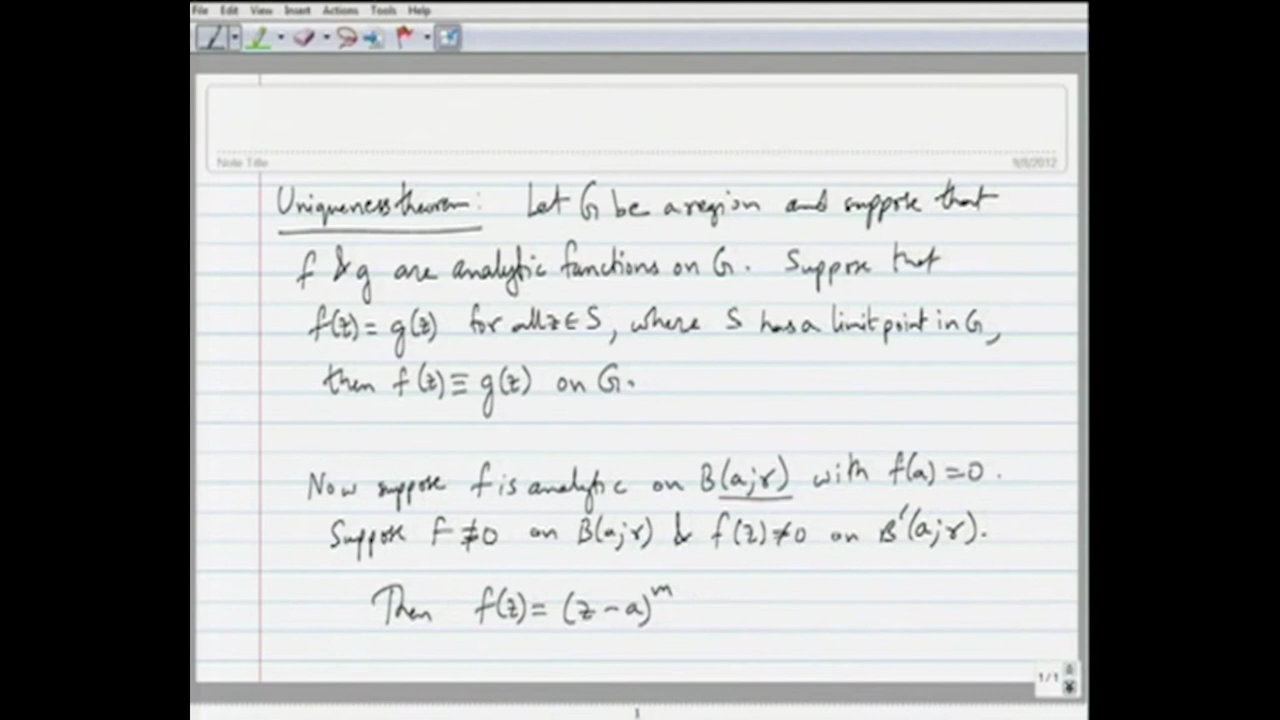 File Edit View Insert Actions Tools Help
Note Title
9/8/2012
Uniqueness theorem: Let G be a region and suppose that
f & g are analytic functions on G. Suppose that
f(z) = g(z) for all z ∈ S, where S has a limit point in G,
then f(z) ≡ g(z) on G.
Now suppose f is analytic on B(a;r) with f(a) = 0.
Suppose f ≢ 0 on B(a;r) & f(z) ≠ 0 on B'(a;r).
Then f(z) = (z-a)^m
1/1
1